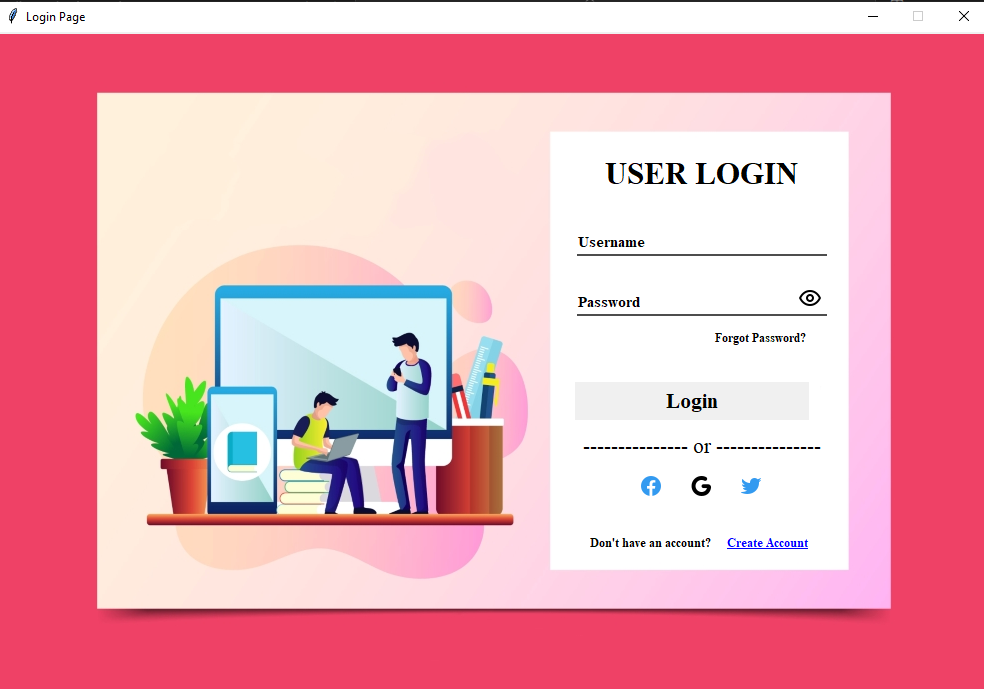 Login Page
USER LOGIN
Username
Password
Forgot Password?
Login
--------------- or ---------------
Don't have an account? Create Account